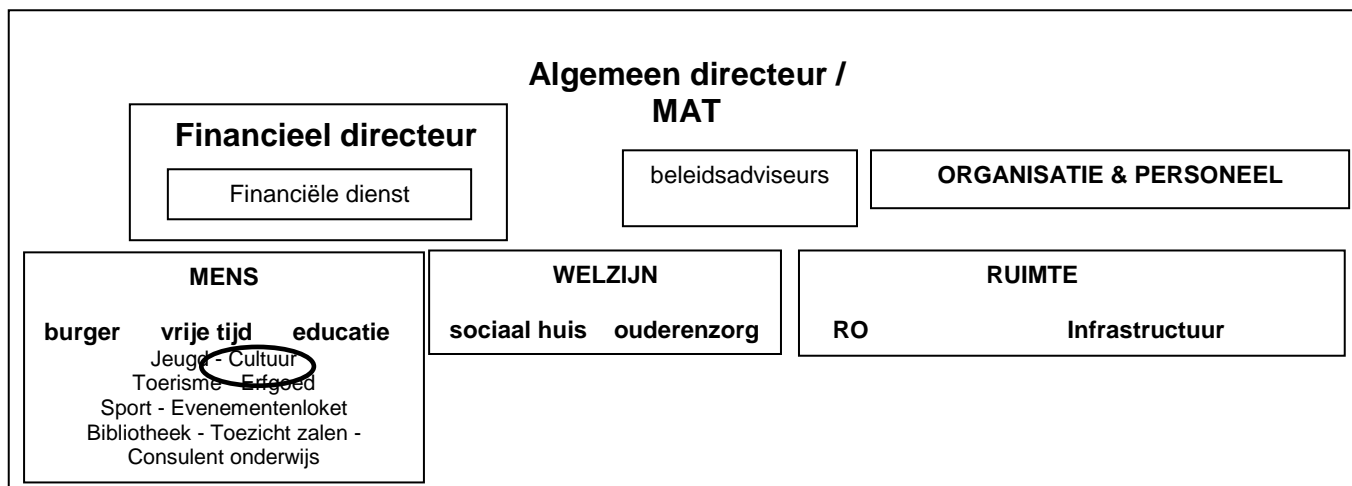 Algemeen directeur /
MAT
Financieel directeur
Financiële dienst
beleidsadviseurs
ORGANISATIE & PERSONEEL
MENS
burger vrije tijd educatie
Jeugd - Cultuur
Toerisme - Erfgoed
Sport - Evenementenloket
Bibliotheek - Toezicht zalen -
Consulent onderwijs
WELZIJN
sociaal huis ouderenzorg
RUIMTE
RO Infrastructuur